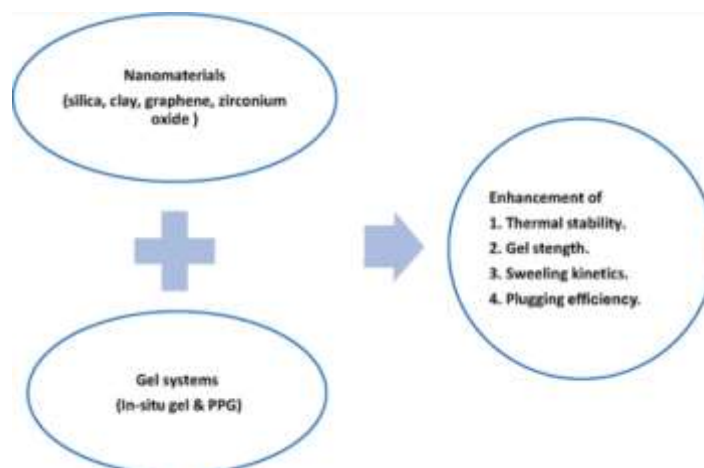 Nanomaterials
(silica, clay, graphene, zirconium
oxide )
Enhancement of
1. Thermal stability.
2. Gel stength.
3. Sweeling kinetics.
4. Plugging efficiency.
Gel systems
(In-situ gel & PPG)